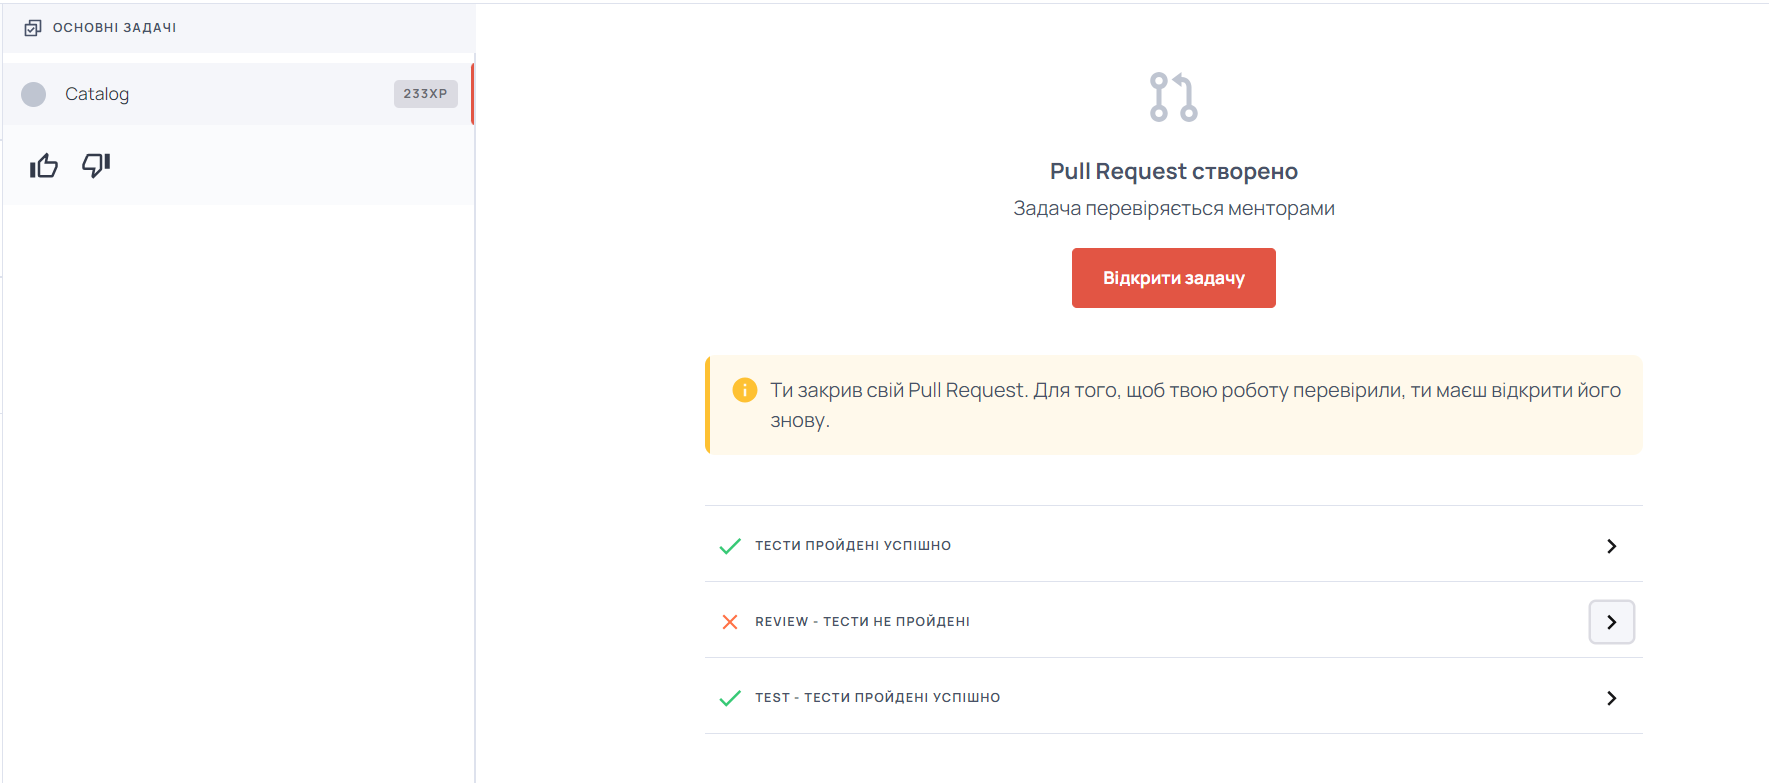 ОСНОВНІ ЗАДАЧІ
Catalog
233XP
Pull Request створено
Задача перевіряється менторами
Відкрити задачу
Ти закрив свій Pull Request. Для того, щоб твою роботу перевірили, ти маєш відкрити його
знову.
ТЕСТИ ПРОЙДЕНІ УСПІШНО
REVIEW - ТЕСТИ НЕ ПРОЙДЕНІ
TEST - ТЕСТИ ПРОЙДЕНІ УСПІШНО